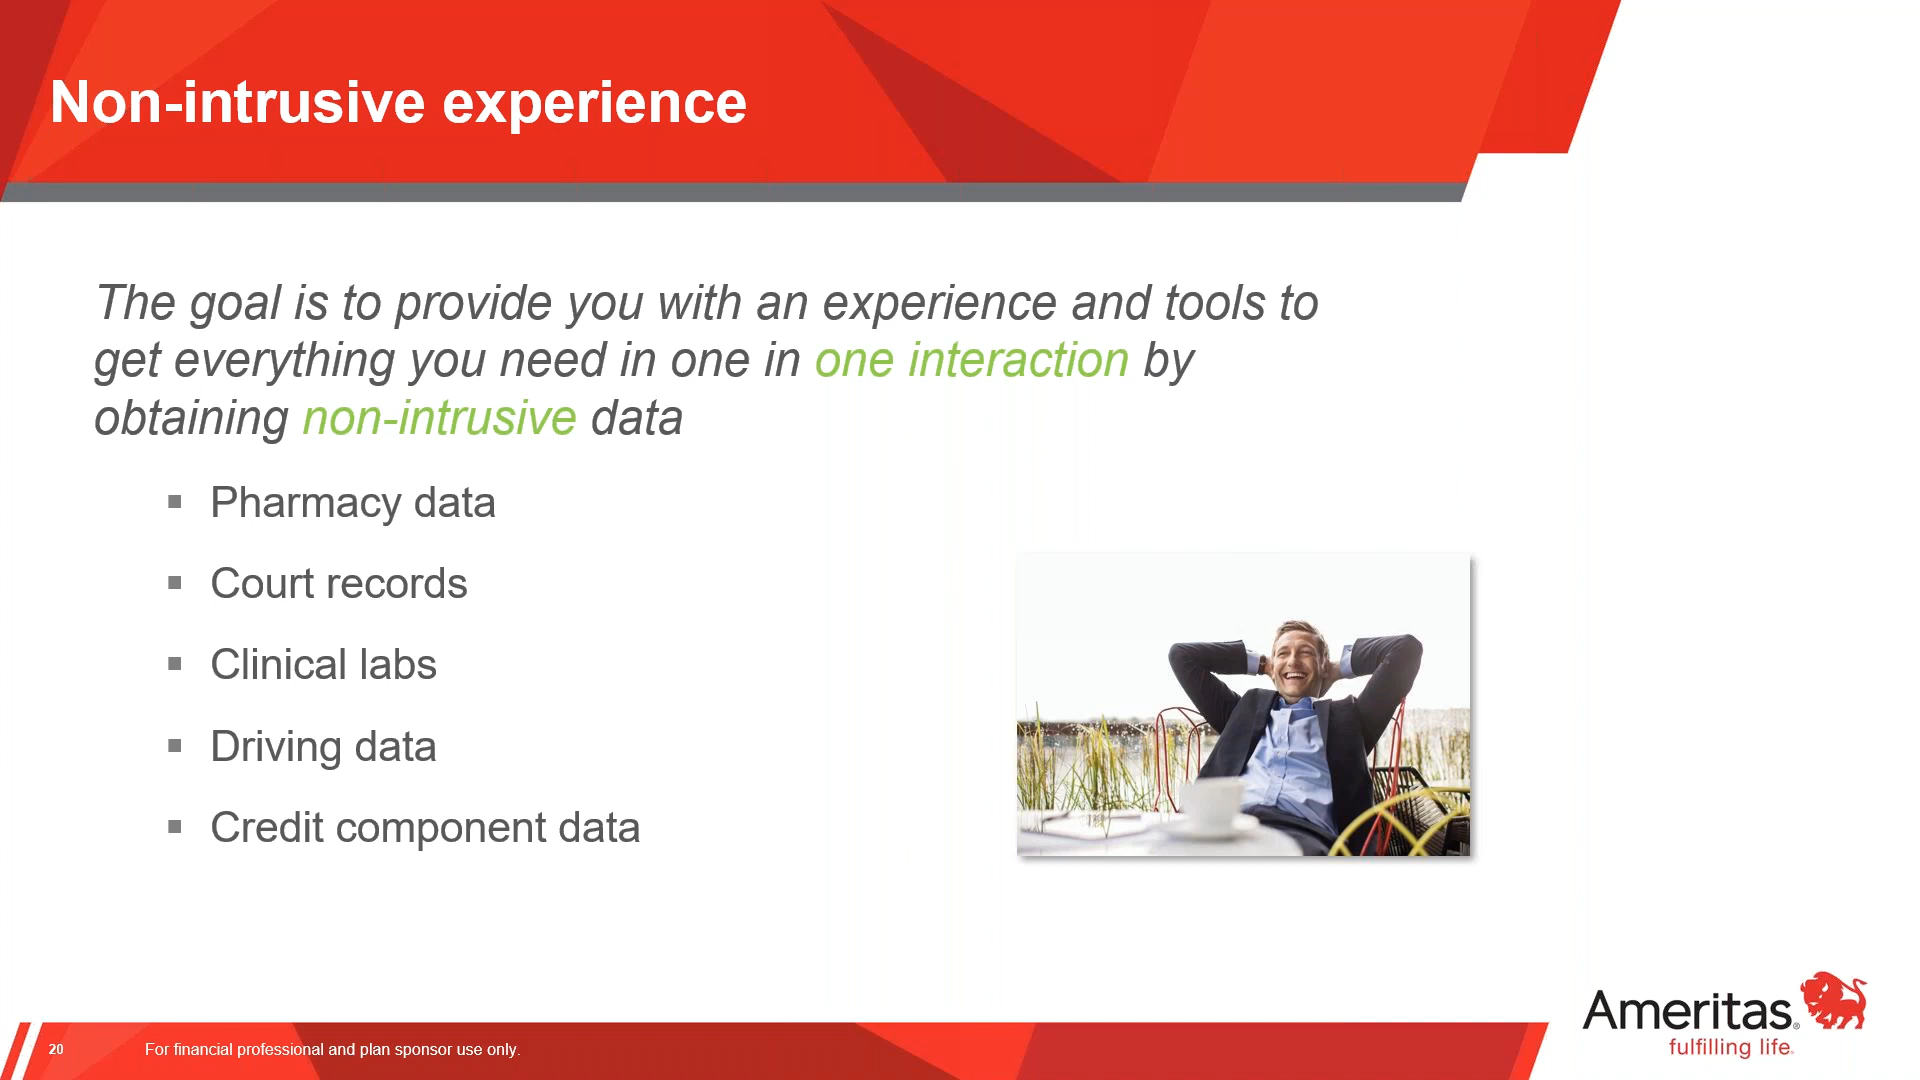 Non-intrusive experience
The goal is to provide you with an experience and tools to
get everything you need in one in one interaction by
obtaining non-intrusive data
▪ Pharmacy data
▪ Court records
▪ Clinical labs
▪ Driving data
▪ Credit component data
Ameritas®
fulfilling life®
20
For financial professional and plan sponsor use only.